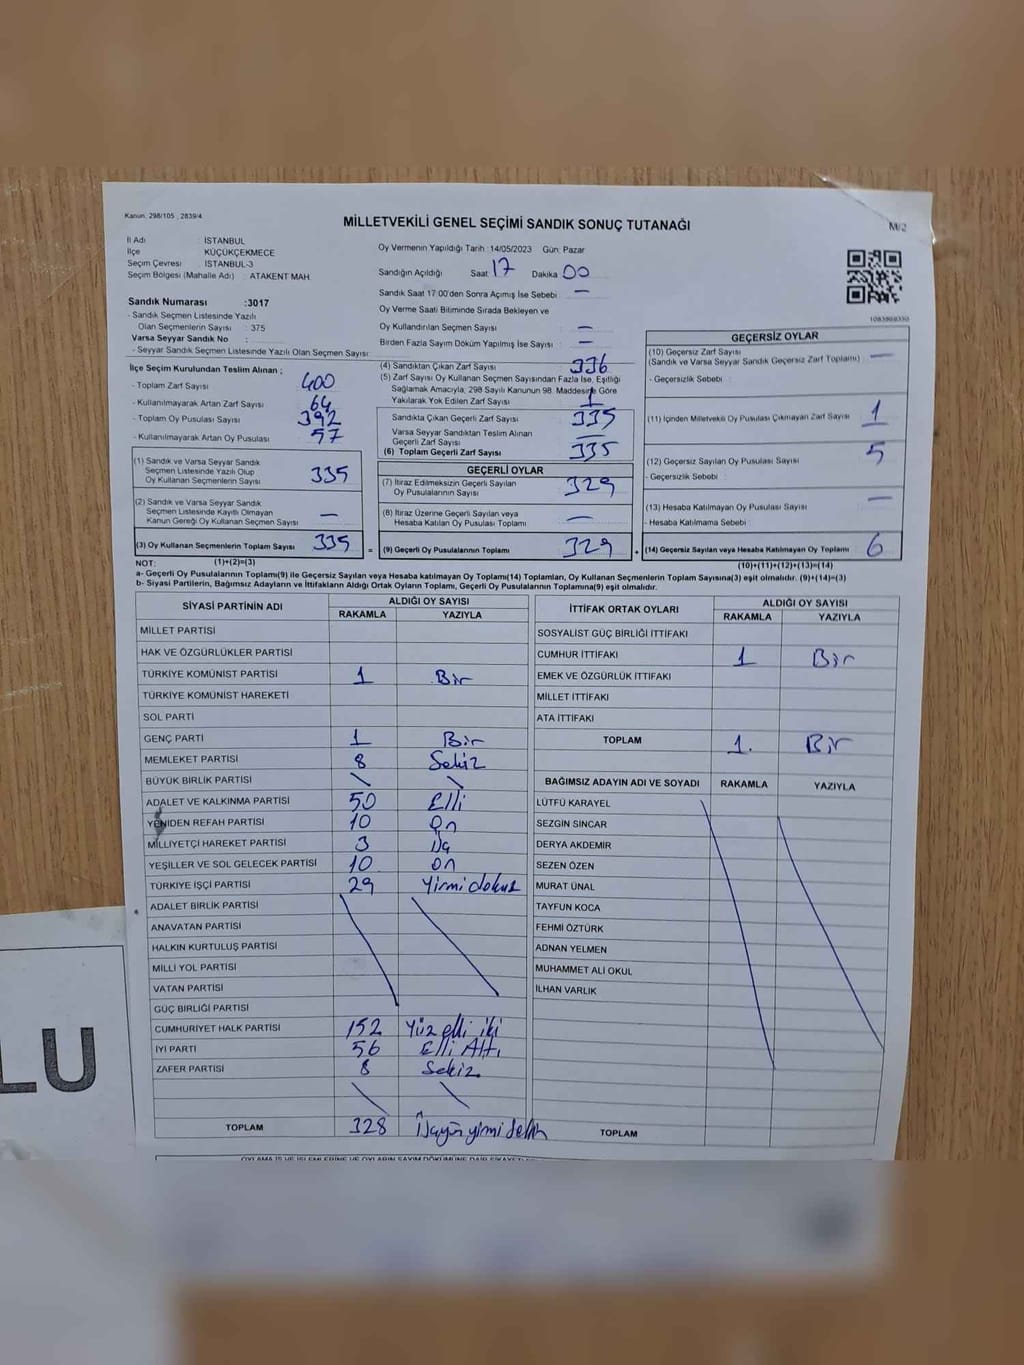 Kanun. 298/105 , 2839/4
MİLLETVEKİLİ GENEL SEÇİMİ SANDIK SONUÇ TUTANAĞI
M/2
İl Adı : İSTANBUL
İlçe : KÜÇÜKÇEKMECE
Seçim Çevresi : İSTANBUL-3
Seçim Bölgesi (Mahalle Adı) : ATAKENT MAH.
Oy Vermenin Yapıldığı Tarih :14/05/2023 Gün: Pazar
Sandığın Açıldığı Saat 17 Dakika 00
Sandık Saat 17:00'den Sonra Açımış İse Sebebi : —
Oy Verme Saati Bitiminde Sırada Bekleyen ve
Oy Kullandırılan Seçmen Sayısı : —
Birden Fazla Sayım Döküm Yapılmış İse Sayısı : —
Sandık Numarası :3017
- Sandık Seçmen Listesinde Yazılı
Olan Seçmenlerin Sayısı : 375
Varsa Seyyar Sandık No :
- Seyyar Sandık Seçmen Listesinde Yazılı Olan Seçmen Sayısı :
İlçe Seçim Kurulundan Teslim Alınan ;
- Toplam Zarf Sayısı : 400
- Kullanılmayarak Artan Zarf Sayısı : 64
- Toplam Oy Pusulası Sayısı : 392
- Kullanılmayarak Artan Oy Pusulası : 57
(1) Sandık ve Varsa Seyyar Sandık
Seçmen Listesinde Yazılı Olup
Oy Kullanan Seçmenlerin Sayısı : 335
(2) Sandık ve Varsa Seyyar Sandık
Seçmen Listesinde Kayıtlı Olmayan
Kanun Gereği Oy Kullanan Seçmen Sayısı : —
(3) Oy Kullanan Seçmenlerin Toplam Sayısı : 335
(4) Sandıktan Çıkan Zarf Sayısı : 336
(5) Zarf Sayısı Oy Kullanan Seçmen Sayısından Fazla İse, Eşitliği
Sağlamak Amacıyla, 298 Sayılı Kanunun 98. Maddesine Göre
Yakılarak Yok Edilen Zarf Sayısı : 1
Sandıkta Çıkan Geçerli Zarf Sayısı : 335
Varsa Seyyar Sandıktan Teslim Alınan
Geçerli Zarf Sayısı : —
(6) Toplam Geçerli Zarf Sayısı : 335
GEÇERLİ OYLAR
(7) İtiraz Edilmeksizin Geçerli Sayılan
Oy Pusulalarının Sayısı : 329
(8) İtiraz Üzerine Geçerli Sayılan veya
Hesaba Katılan Oy Pusulası Toplamı : —
= (9) Geçerli Oy Pusulalarının Toplamı : 329
GEÇERSİZ OYLAR
(10) Geçersiz Zarf Sayısı
(Sandık ve Varsa Seyyar Sandık Geçersiz Zarf Toplamı) : —
- Geçersizlik Sebebi :
(11) İçinden Milletvekili Oy Pusulası Çıkmayan Zarf Sayısı : 1
(12) Geçersiz Sayılan Oy Pusulası Sayısı : 5
- Geçersizlik Sebebi :
(13) Hesaba Katılmayan Oy Pusulası Sayısı : —
- Hesaba Katılmama Sebebi :
+ (14) Geçersiz Sayılan veya Hesaba Katılmayan Oy Toplamı : 6
NOT: (1)+(2)=(3) (10)+(11)+(12)+(13)=(14)
a- Geçerli Oy Pusulalarının Toplamı(9) ile Geçersiz Sayılan veya Hesaba katılmayan Oy Toplamı(14) Toplamları, Oy Kullanan Seçmenlerin Toplam Sayısına(3) eşit olmalıdır. (9)+(14)=(3)
b- Siyasi Partilerin, Bağımsız Adayların ve İttifakların Aldığı Ortak Oyların Toplamı, Geçerli Oy Pusulalarının Toplamına(9) eşit olmalıdır.
SİYASİ PARTİNİN ADI ALDIĞI OY SAYISI
RAKAMLA YAZIYLA
MİLLET PARTİSİ
HAK VE ÖZGÜRLÜKLER PARTİSİ
TÜRKİYE KOMÜNİST PARTİSİ 1 Bir
TÜRKİYE KOMÜNİST HAREKETİ
SOL PARTİ
GENÇ PARTİ 1 Bir
MEMLEKET PARTİSİ 8 Sekiz
BÜYÜK BİRLİK PARTİSİ
ADALET VE KALKINMA PARTİSİ 50 Elli
YENİDEN REFAH PARTİSİ 10 On
MİLLİYETÇİ HAREKET PARTİSİ 3 Üç
YEŞİLLER VE SOL GELECEK PARTİSİ 10 on
TÜRKİYE İŞÇİ PARTİSİ 29 Yirmi dokuz
ADALET BİRLİK PARTİSİ
ANAVATAN PARTİSİ
HALKIN KURTULUŞ PARTİSİ
MİLLİ YOL PARTİSİ
VATAN PARTİSİ
GÜÇ BİRLİĞİ PARTİSİ
CUMHURİYET HALK PARTİSİ 152 Yüz elli iki
İYİ PARTİ 56 Elli Altı
ZAFER PARTİSİ 8 Sekiz
TOPLAM 328
İTTİFAK ORTAK OYLARI ALDIĞI OY SAYISI
RAKAMLA YAZIYLA
SOSYALİST GÜÇ BİRLİĞİ İTTİFAKI
CUMHUR İTTİFAKI 1 Bir
EMEK VE ÖZGÜRLÜK İTTİFAKI
MİLLET İTTİFAKI
ATA İTTİFAKI
TOPLAM 1. Bir
BAĞIMSIZ ADAYIN ADI VE SOYADI RAKAMLA YAZIYLA
LÜTFÜ KARAYEL
SEZGİN SİNCAR
DERYA AKDEMİR
SEZEN ÖZEN
MURAT ÜNAL
TAYFUN KOCA
FEHMİ ÖZTÜRK
ADNAN YELMEN
MUHAMMET ALİ OKUL
İLHAN VARLIK
TOPLAM
LU